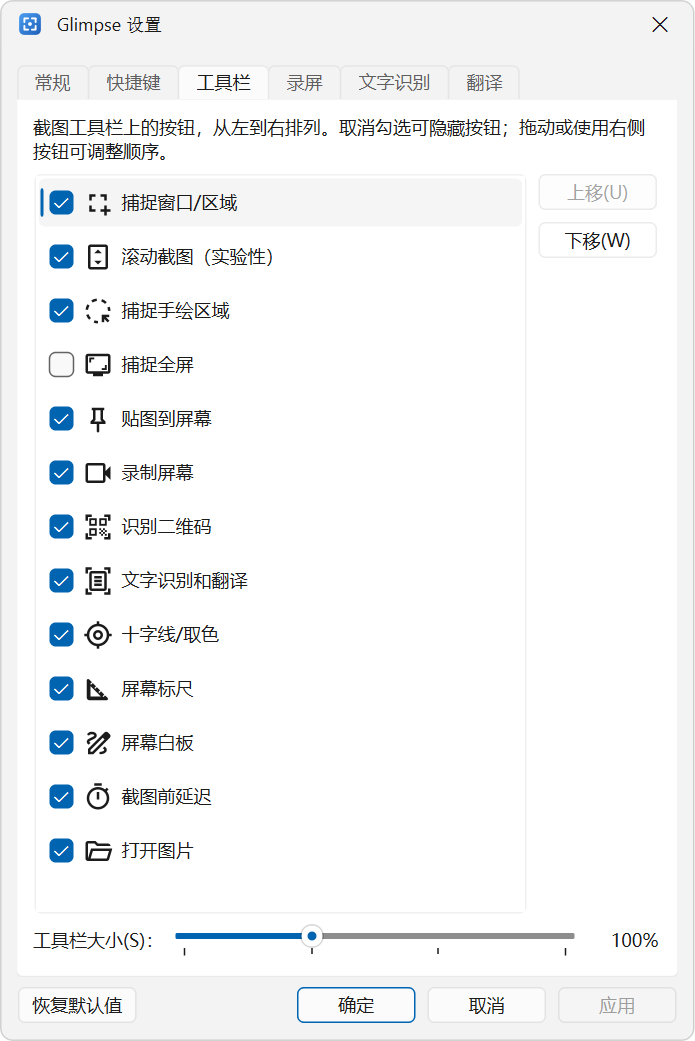 Glimpse 设置
常规
快捷键
工具栏
录屏
文字识别
翻译
截图工具栏上的按钮，从左到右排列。取消勾选可隐藏按钮；拖动或使用右侧
按钮可调整顺序。
捕捉窗口/区域
上移(U)
滚动截图（实验性）
下移(W)
捕捉手绘区域
捕捉全屏
贴图到屏幕
录制屏幕
识别二维码
文字识别和翻译
十字线/取色
屏幕标尺
屏幕白板
截图前延迟
打开图片
工具栏大小(S):
100%
恢复默认值
确定
取消
应用